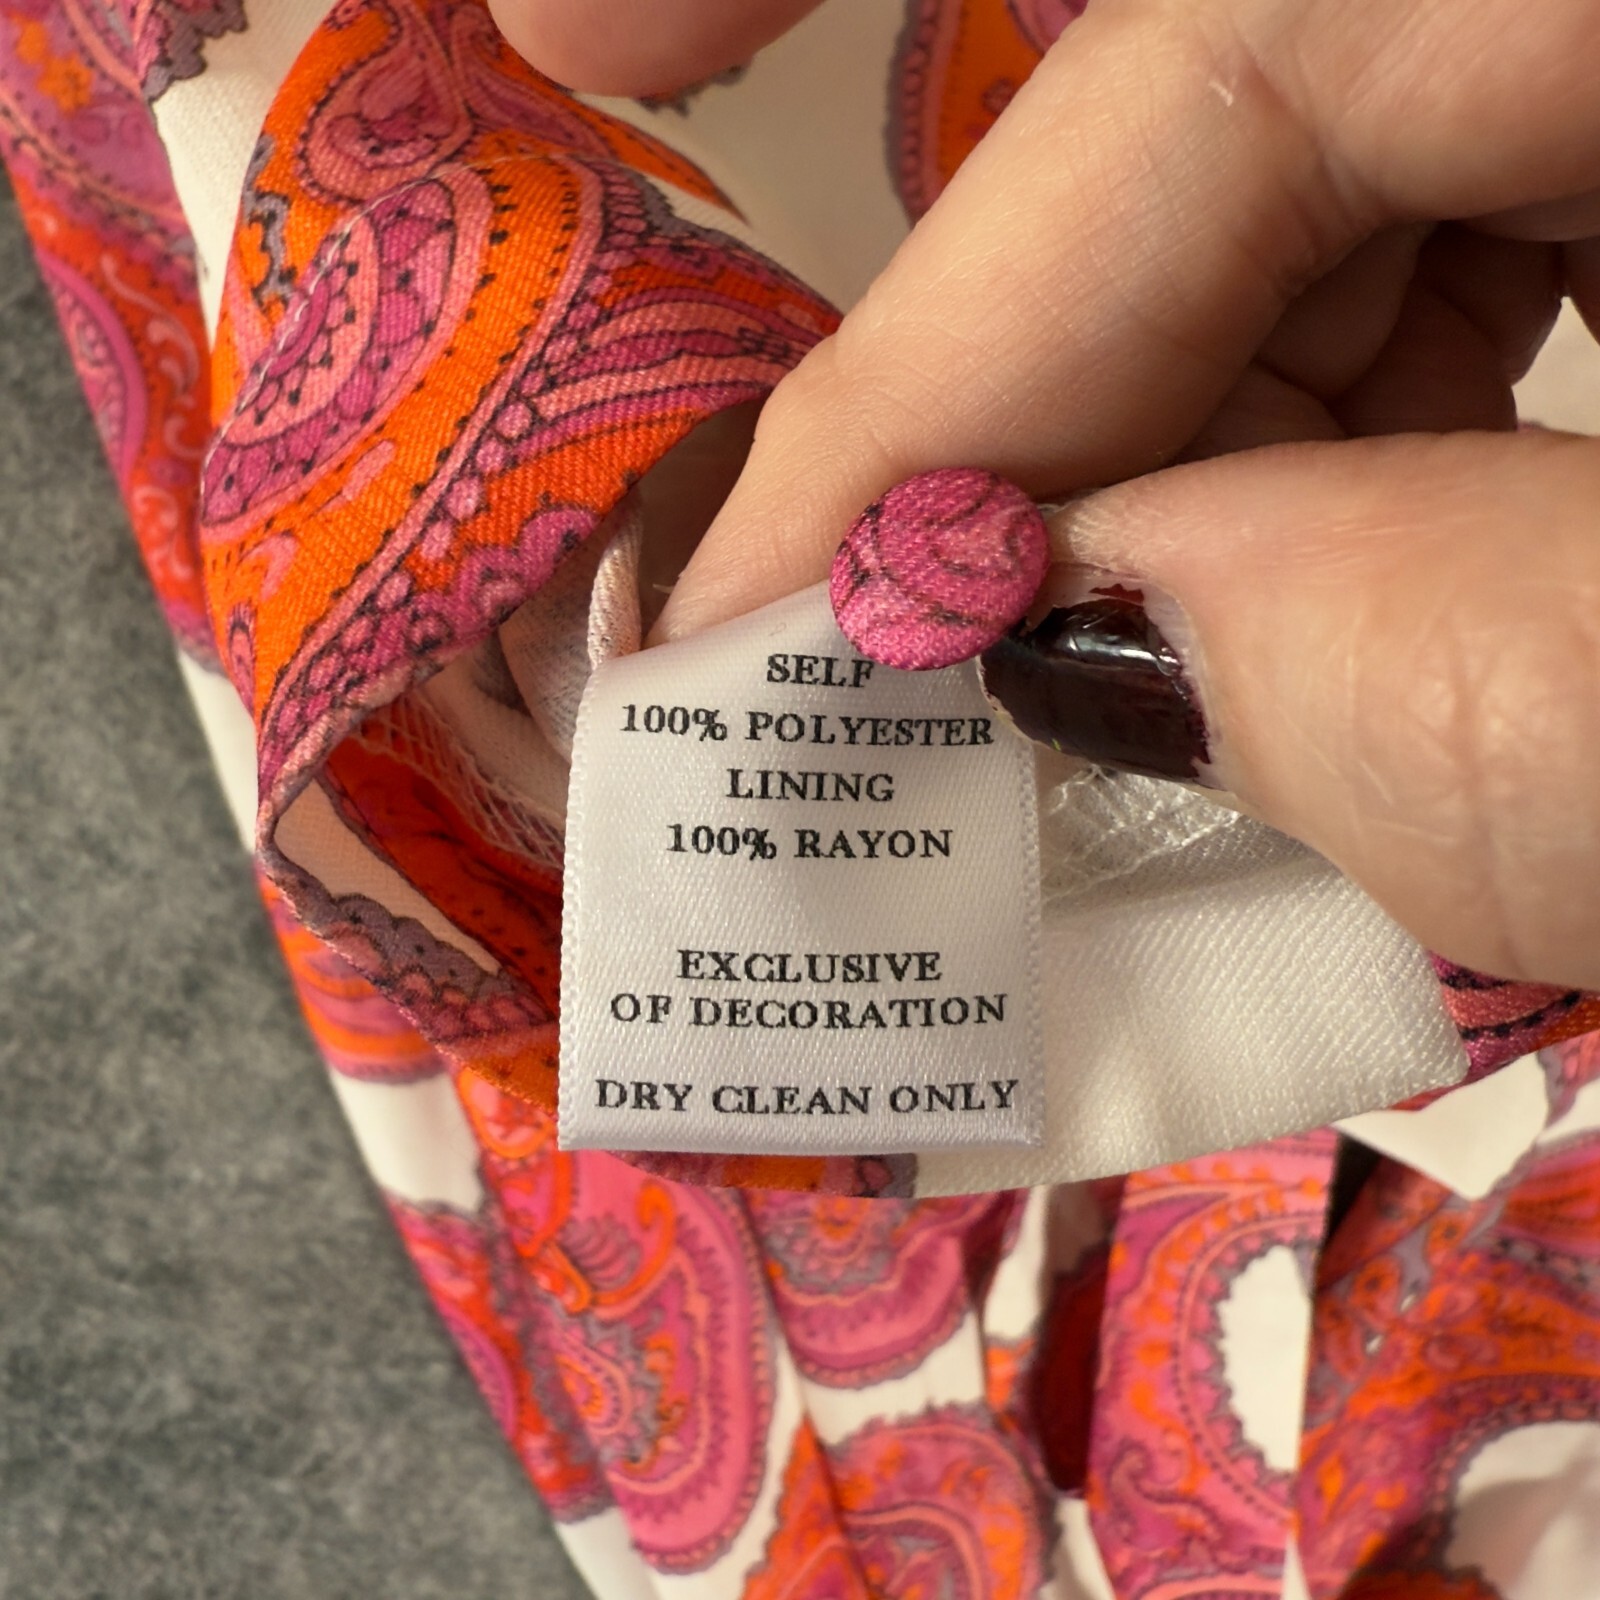 SELF
100% POLYESTER
LINING
100% RAYON
EXCLUSIVE
OF DECORATION
DRY CLEAN ONLY